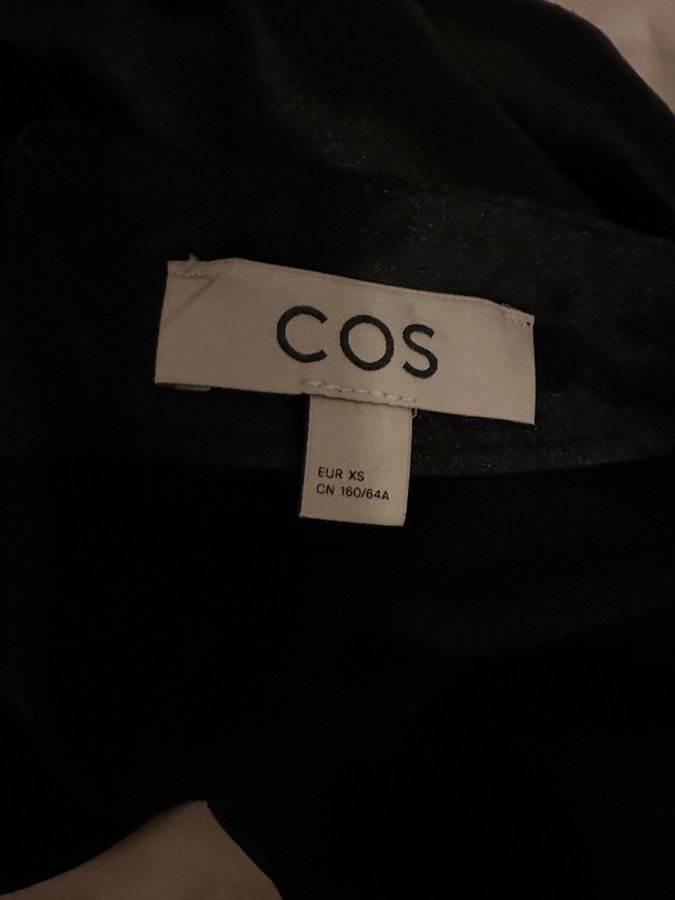 COS
EUR XS
CN 160/64A